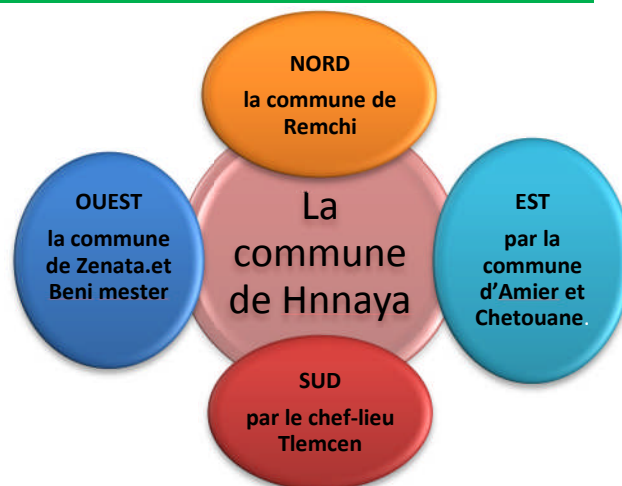 NORD
la commune de
Remchi
OUEST
la commune
de Zenata.et
Beni mester
La
commune
de Hnnaya
EST
par la
commune
d'Amier et
Chetouane.
SUD
par le chef-lieu
Tlemcen